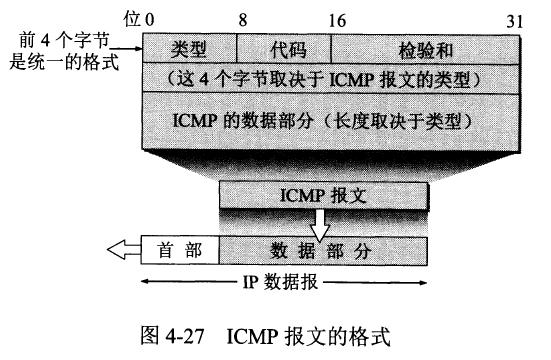 位 0 8 16 31
前 4 个字节
是统一的格式
类型 代码 检验和
(这 4 个字节取决于 ICMP 报文的类型)
ICMP 的数据部分（长度取决于类型）
ICMP 报文
首 部 数 据 部 分
IP 数据报
图 4-27 ICMP 报文的格式